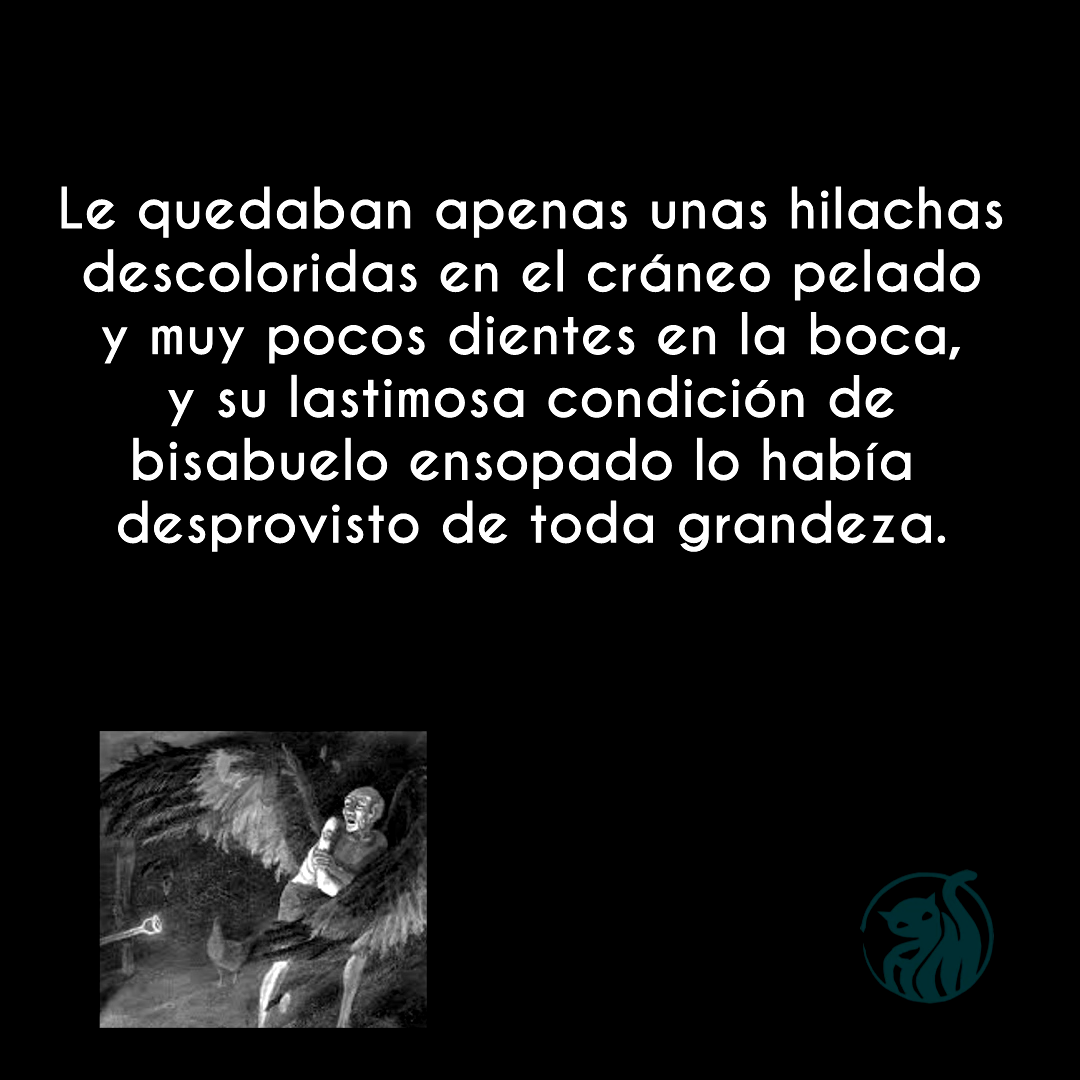 Le quedaban apenas unas hilachas
descoloridas en el cráneo pelado
y muy pocos dientes en la boca,
y su lastimosa condición de
bisabuelo ensopado lo había
desprovisto de toda grandeza.